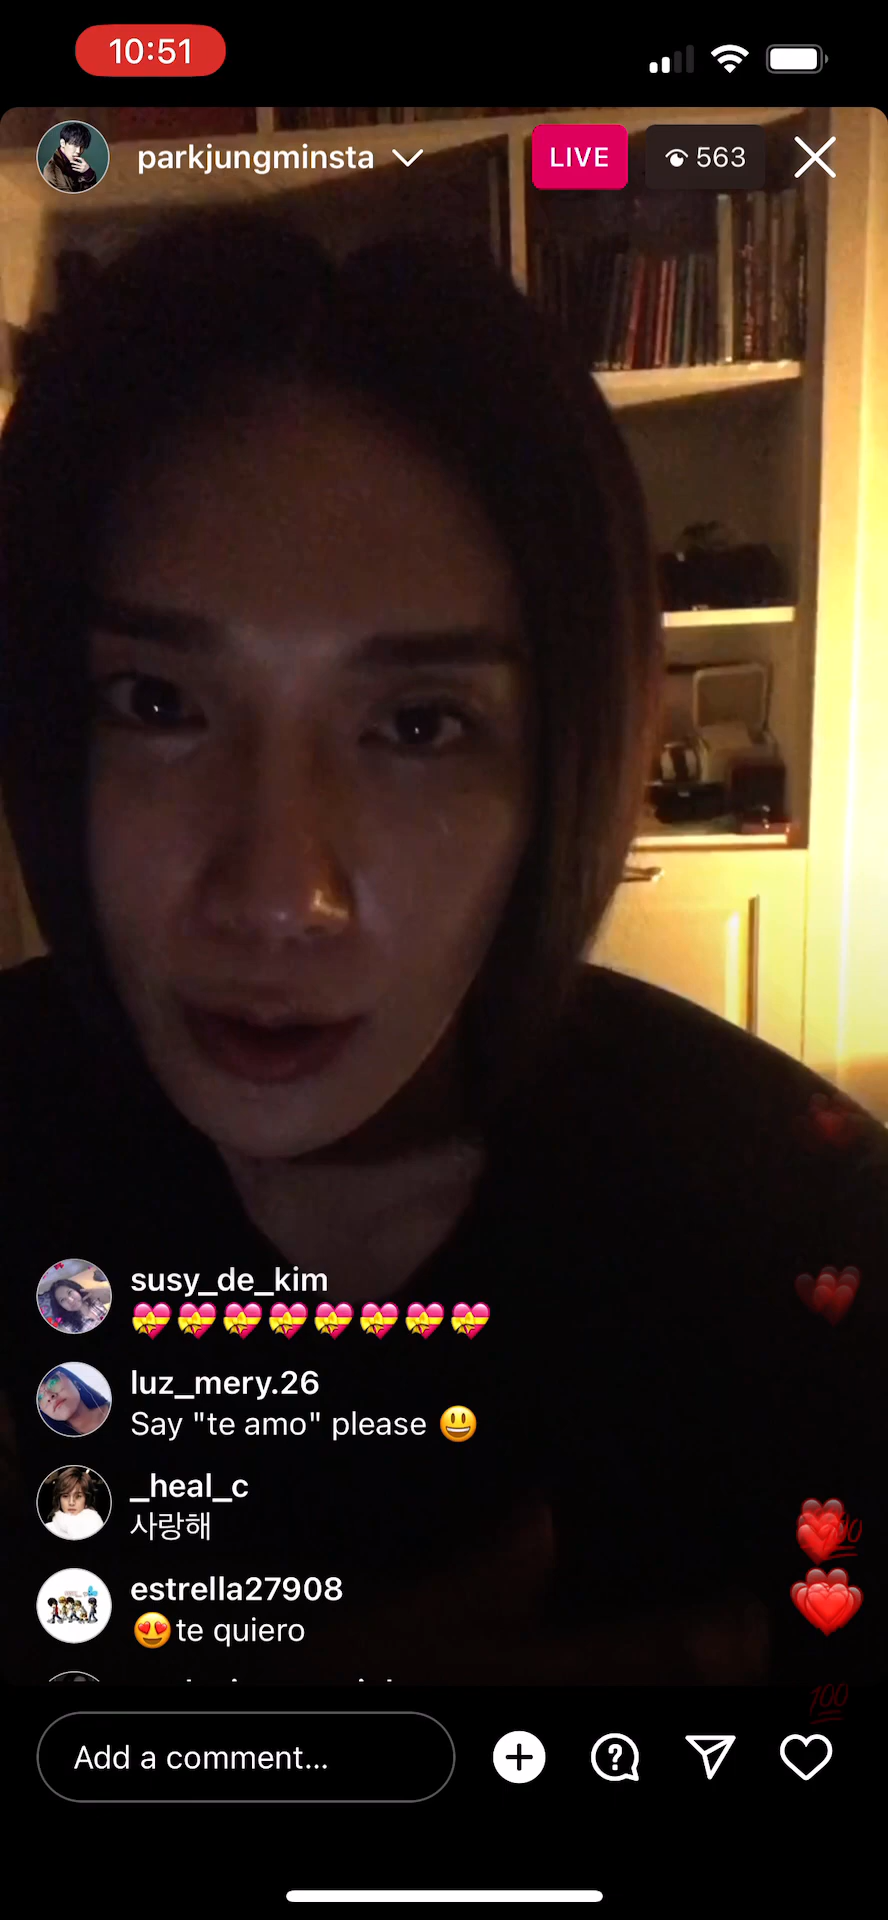 10:51
parkjungminsta
LIVE
563
susy_de_kim
💝💝💝💝💝💝💝💝
luz_mery.26
Say "te amo" please 😃
_heal_c
사랑해
estrella27908
😍te quiero
Add a comment...